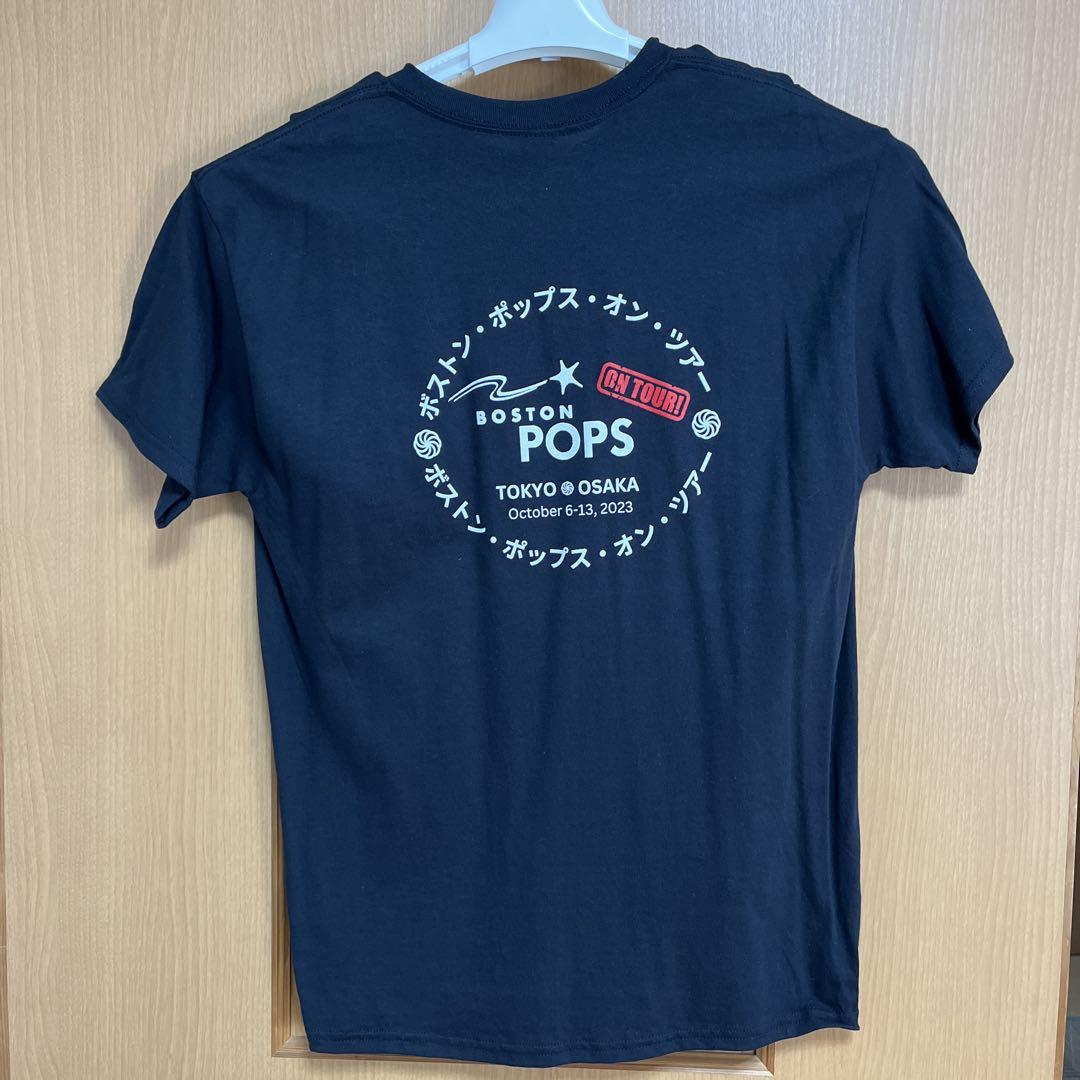 ボストン・ポップス・オン・ツアー
ON TOUR!
BOSTON
POPS
TOKYO OSAKA
October 6-13, 2023
ボストン・ポップス・オン・ツアー